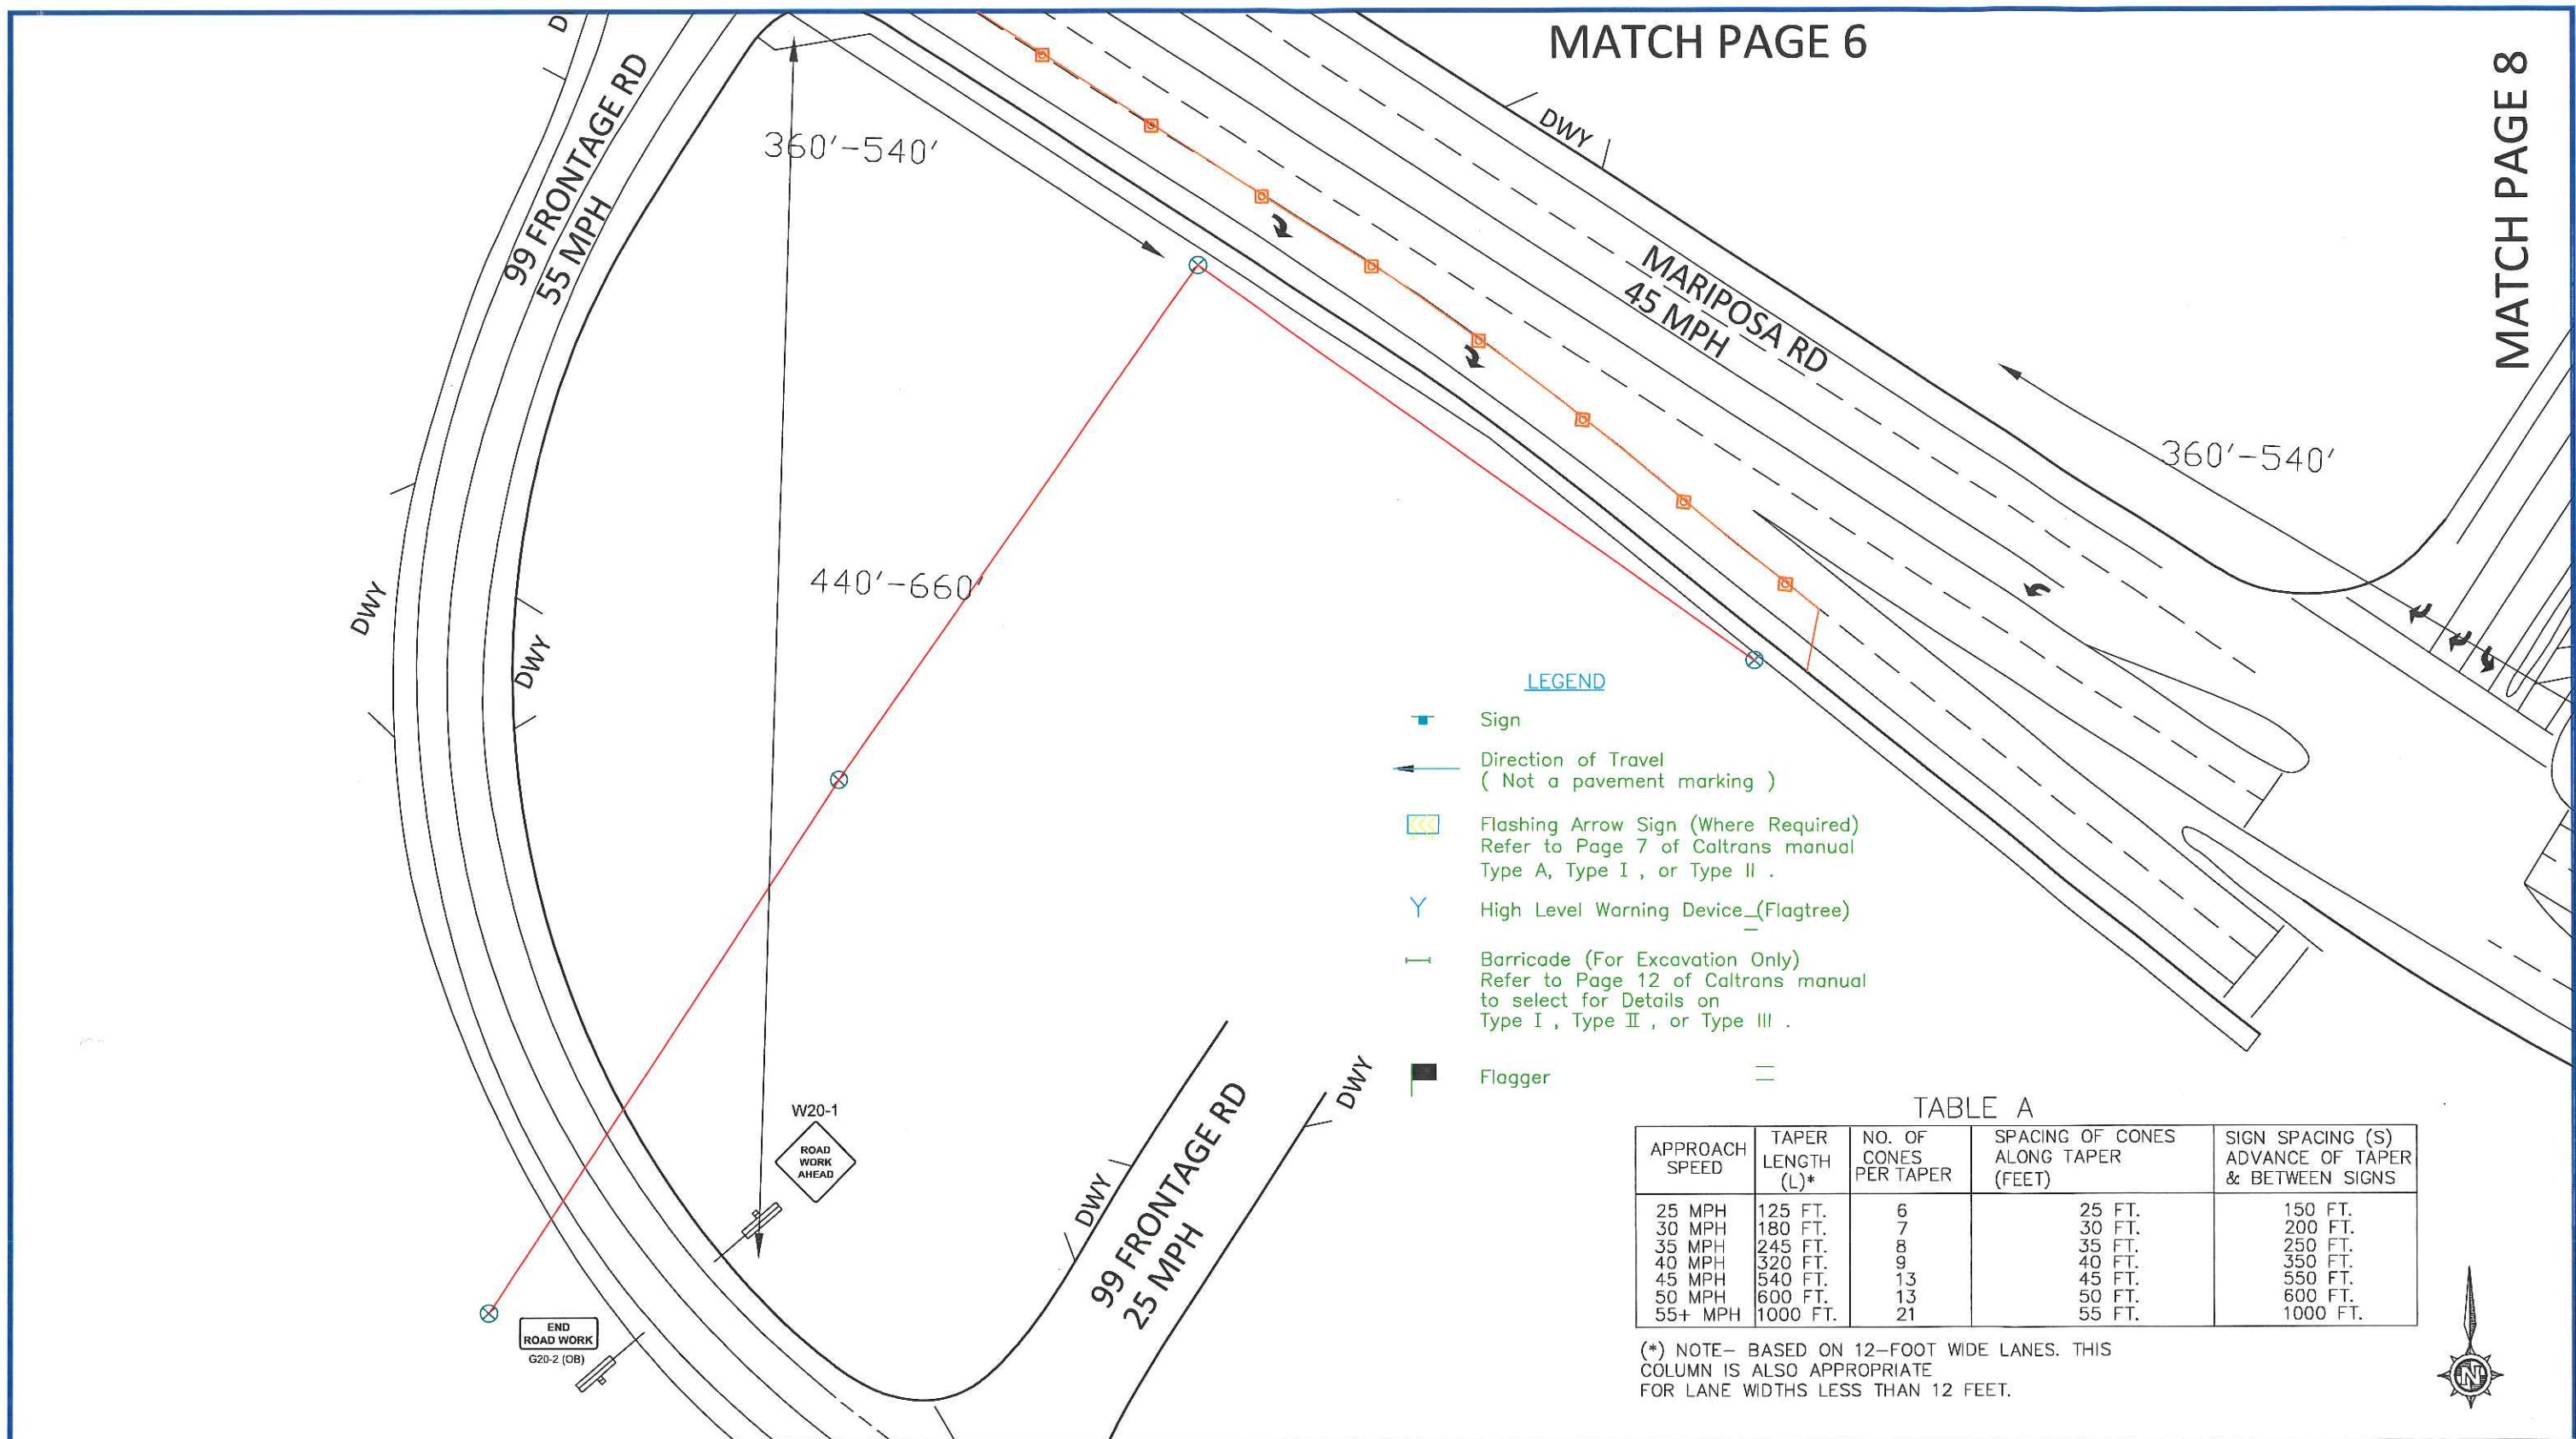 MATCH PAGE 6
MATCH PAGE 8
D
99 FRONTAGE RD
55 MPH
360'-540'
DWY
MARIPOSA RD
45 MPH
360'-540'
440'-660'
DWY
DWY
LEGEND
Sign
Direction of Travel
( Not a pavement marking )
Flashing Arrow Sign (Where Required)
Refer to Page 7 of Caltrans manual
Type A, Type I , or Type II .
High Level Warning Device_(Flagtree)
Barricade (For Excavation Only)
Refer to Page 12 of Caltrans manual
to select for Details on
Type I , Type II , or Type III .
Flagger
W20-1
ROAD
WORK
AHEAD
DWY
DWY
99 FRONTAGE RD
25 MPH
END
ROAD WORK
G20-2 (OB)
TABLE A
APPROACH SPEED TAPER LENGTH (L)* NO. OF CONES PER TAPER SPACING OF CONES ALONG TAPER (FEET) SIGN SPACING (S) ADVANCE OF TAPER & BETWEEN SIGNS
25 MPH 125 FT. 6 25 FT. 150 FT.
30 MPH 180 FT. 7 30 FT. 200 FT.
35 MPH 245 FT. 8 35 FT. 250 FT.
40 MPH 320 FT. 9 40 FT. 350 FT.
45 MPH 540 FT. 13 45 FT. 550 FT.
50 MPH 600 FT. 13 50 FT. 600 FT.
55+ MPH 1000 FT. 21 55 FT. 1000 FT.
(*) NOTE- BASED ON 12-FOOT WIDE LANES. THIS
COLUMN IS ALSO APPROPRIATE
FOR LANE WIDTHS LESS THAN 12 FEET.
N